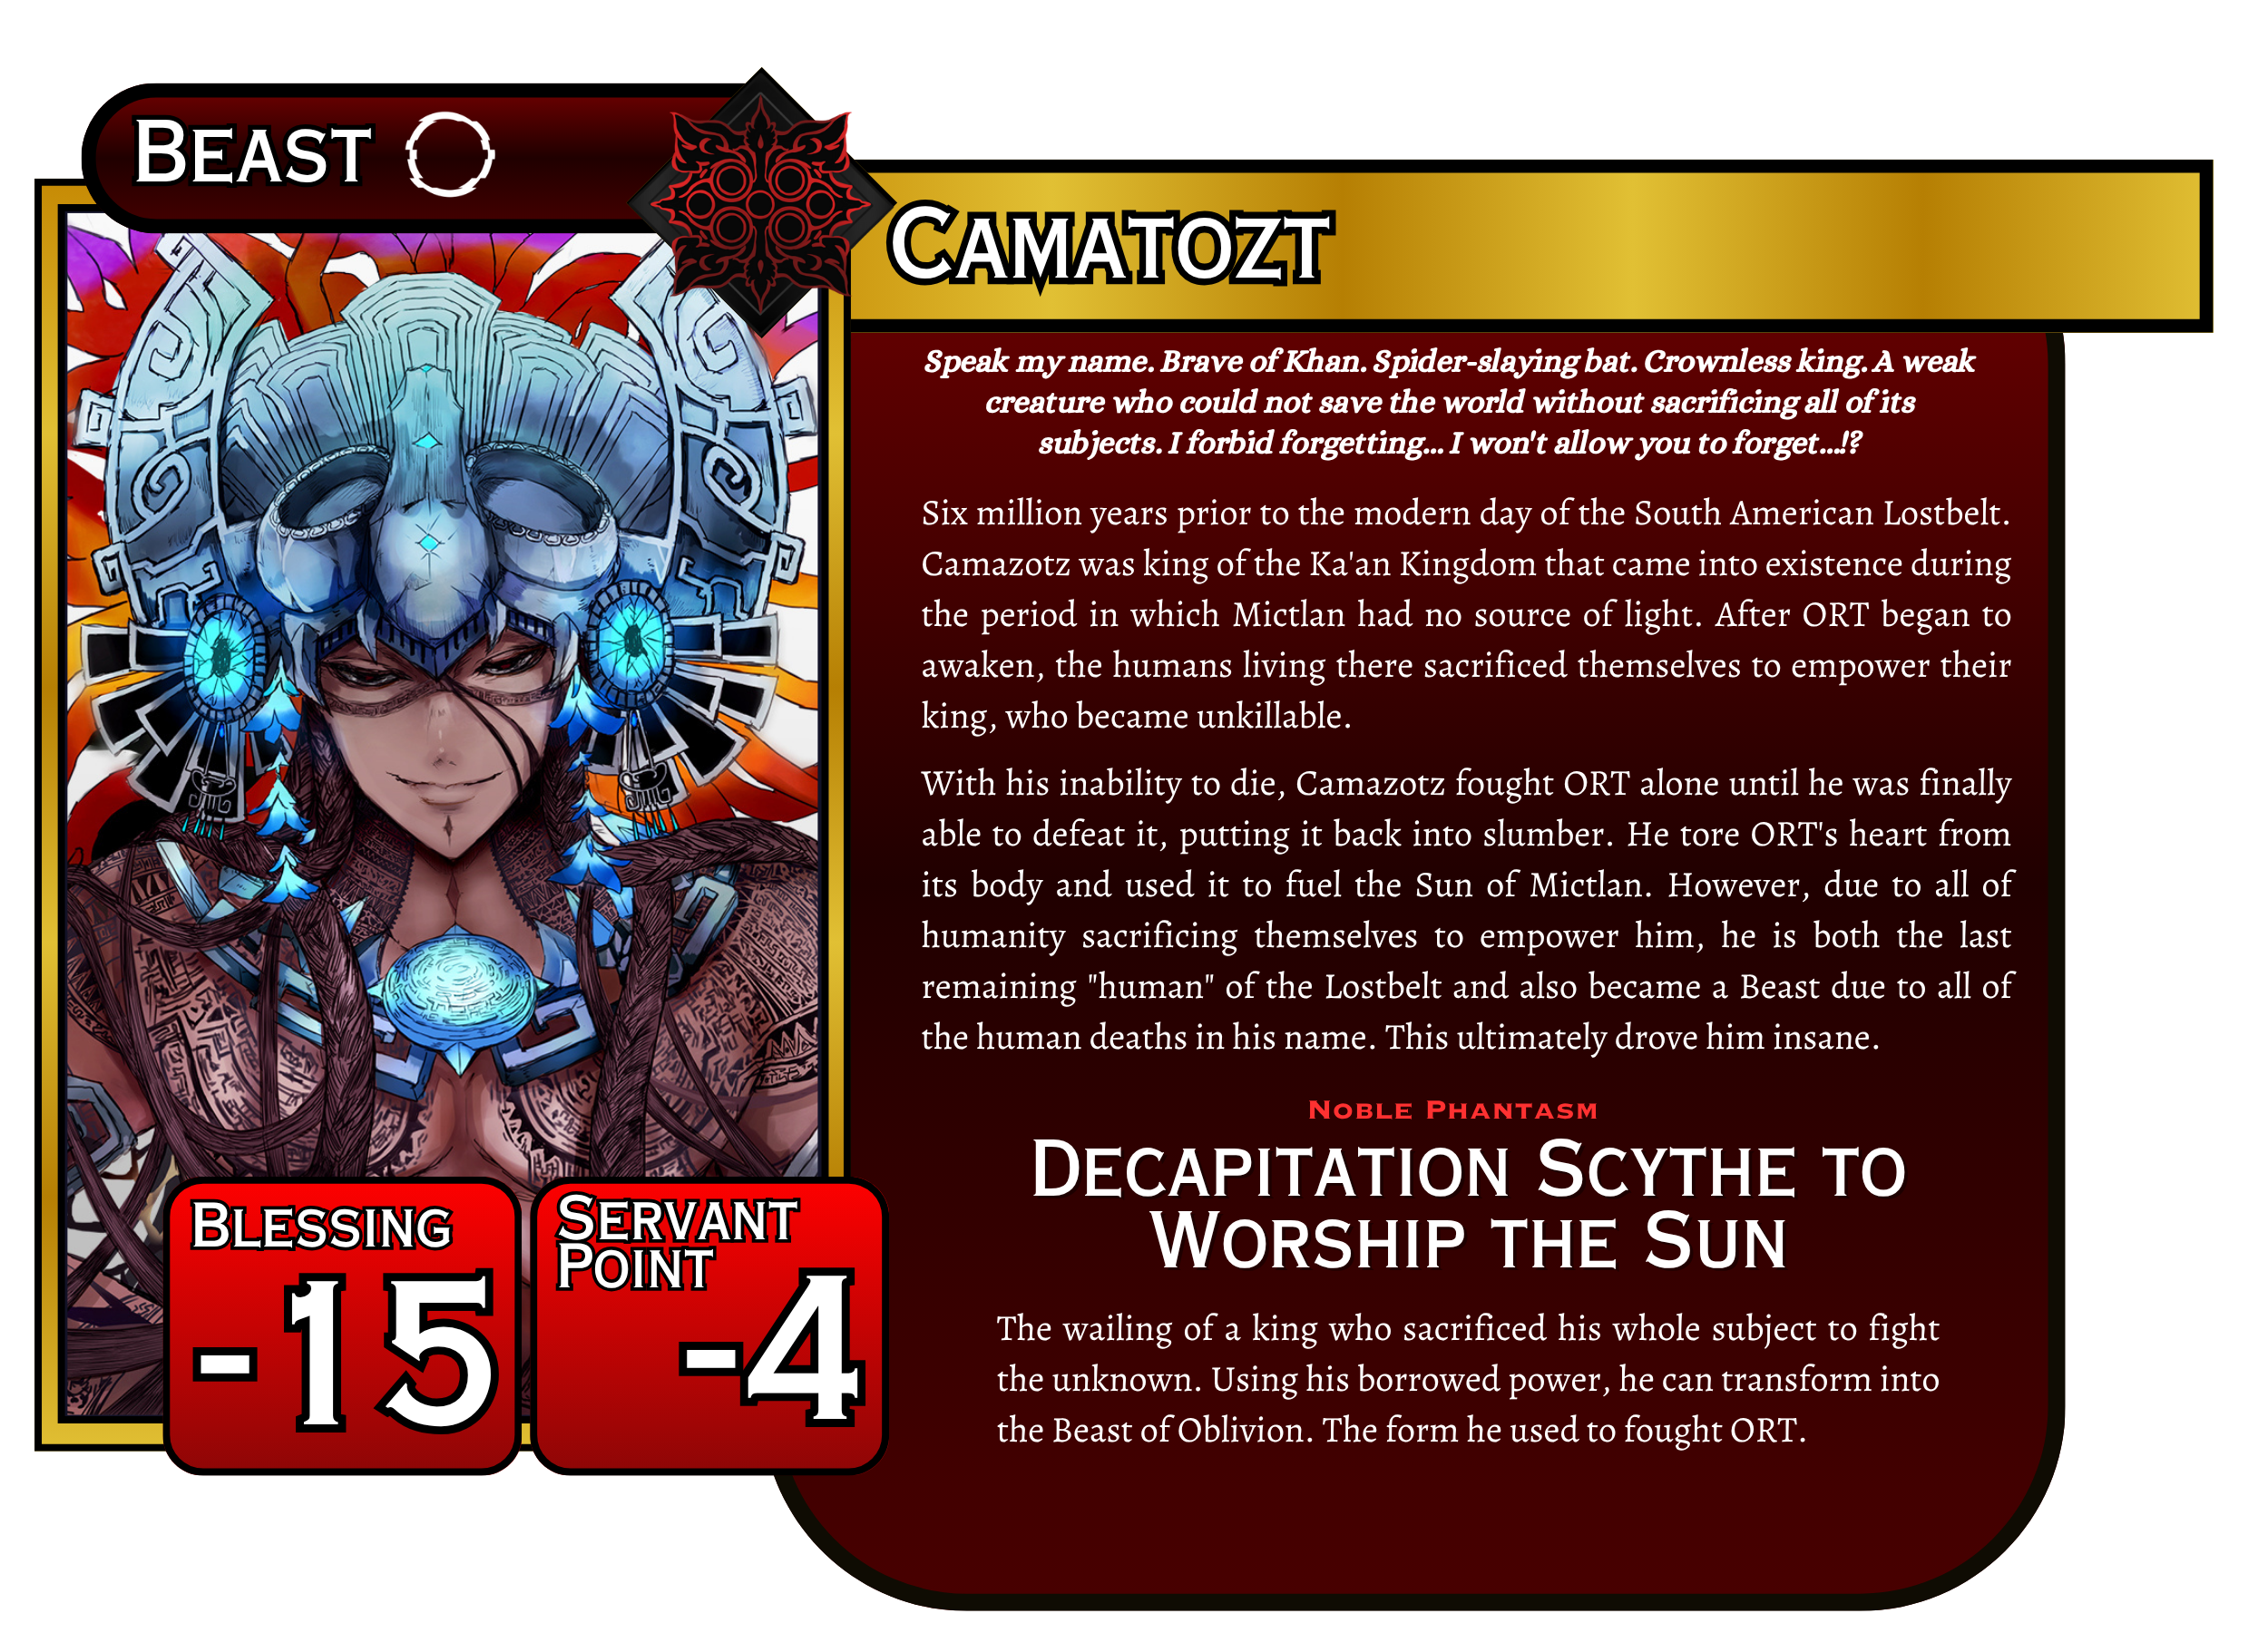 BEAST
CAMATOZT
Speak my name. Brave of Khan. Spider-slaying bat. Crownless king. A weak
creature who could not save the world without sacrificing all of its
subjects. I forbid forgetting... I won't allow you to forget...!?
Six million years prior to the modern day of the South American Lostbelt.
Camazotz was king of the Ka'an Kingdom that came into existence during
the period in which Mictlan had no source of light. After ORT began to
awaken, the humans living there sacrificed themselves to empower their
king, who became unkillable.
With his inability to die, Camazotz fought ORT alone until he was finally
able to defeat it, putting it back into slumber. He tore ORT's heart from
its body and used it to fuel the Sun of Mictlan. However, due to all of
humanity sacrificing themselves to empower him, he is both the last
remaining "human" of the Lostbelt and also became a Beast due to all of
the human deaths in his name. This ultimately drove him insane.
NOBLE PHANTASM
DECAPITATION SCYTHE TO
WORSHIP THE SUN
The wailing of a king who sacrificed his whole subject to fight
the unknown. Using his borrowed power, he can transform into
the Beast of Oblivion. The form he used to fought ORT.
BLESSING
-15
SERVANT
POINT
-4